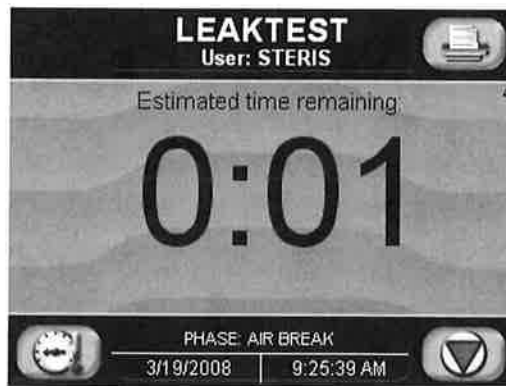 LEAKTEST
User: STERIS
Estimated time remaining:
0:01
PHASE: AIR BREAK
3/19/2008 9:25:39 AM